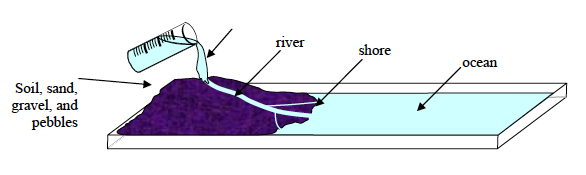 river
shore
ocean
Soil, sand,
gravel, and
pebbles